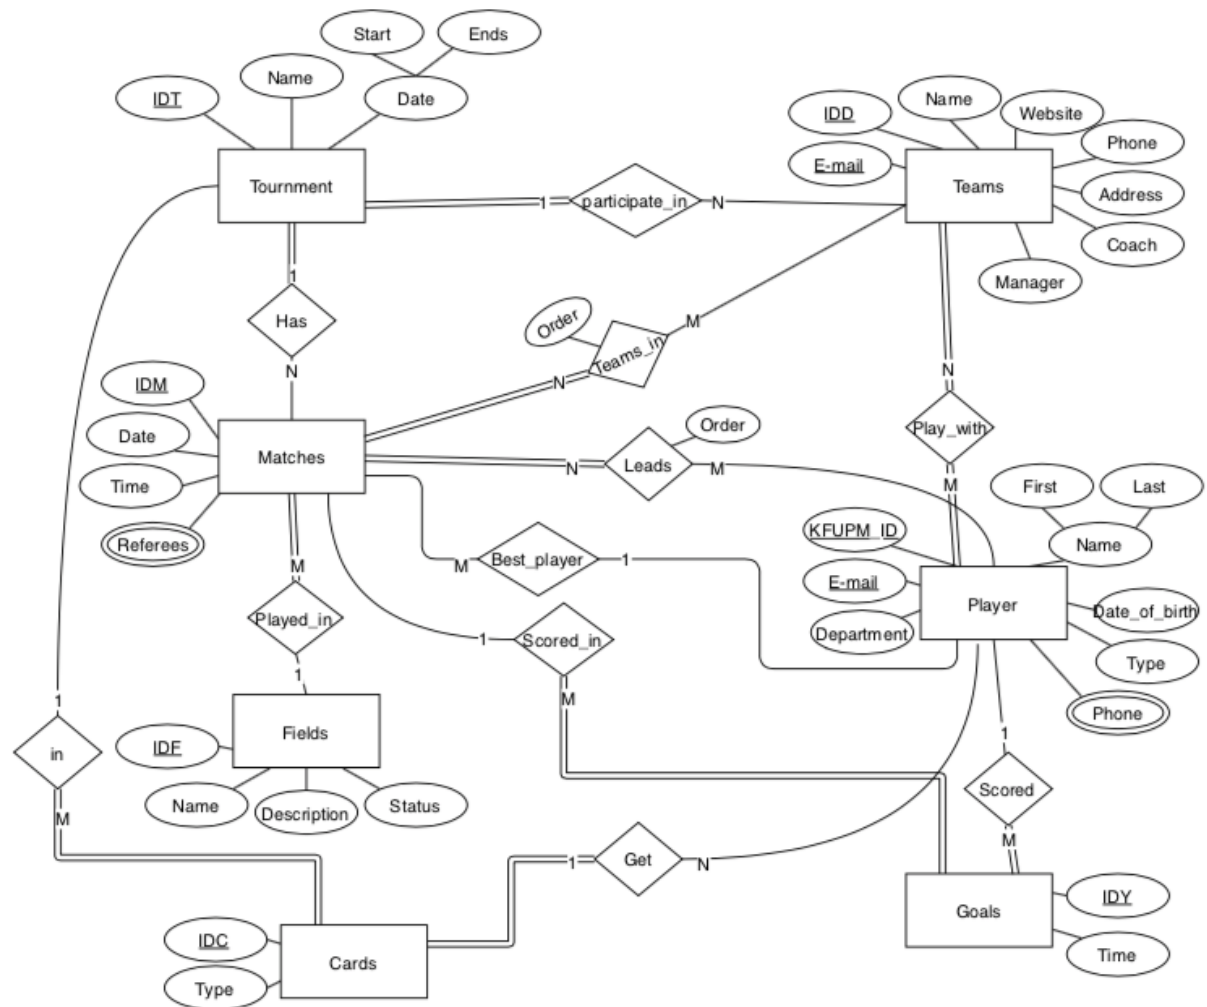 Start
Ends
Name
IDT
Date
Tournment
IDD
Name
Website
E-mail
Phone
Teams
Address
Coach
Manager
1
participate_in
N
1
Has
N
Order
Teams_in
M
N
N
Play_with
M
IDM
Date
Time
Referees
Matches
N
Leads
M
Order
M
Best_player
1
First
Last
KFUPM_ID
Name
E-mail
Player
Date_of_birth
Department
Type
Phone
M
Played_in
1
1
Scored_in
M
1
in
M
IDF
Fields
Name
Description
Status
1
Scored
M
1
Get
N
IDC
Type
Cards
Goals
IDY
Time